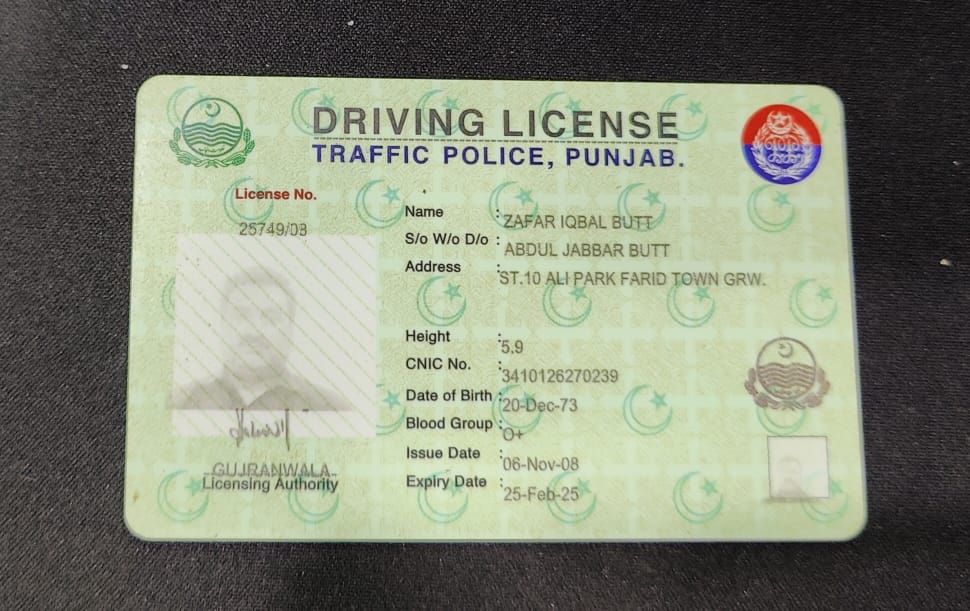 DRIVING LICENSE
TRAFFIC POLICE, PUNJAB.
License No.
25749/08
Name : ZAFAR IQBAL BUTT
S/o W/o D/o : ABDUL JABBAR BUTT
Address : ST.10 ALI PARK FARID TOWN GRW.
Height : 5.9
CNIC No. : 3410126270239
Date of Birth : 20-Dec-73
Blood Group : O+
Issue Date : 06-Nov-08
Expiry Date : 25-Feb-25
GUJRANWALA
Licensing Authority